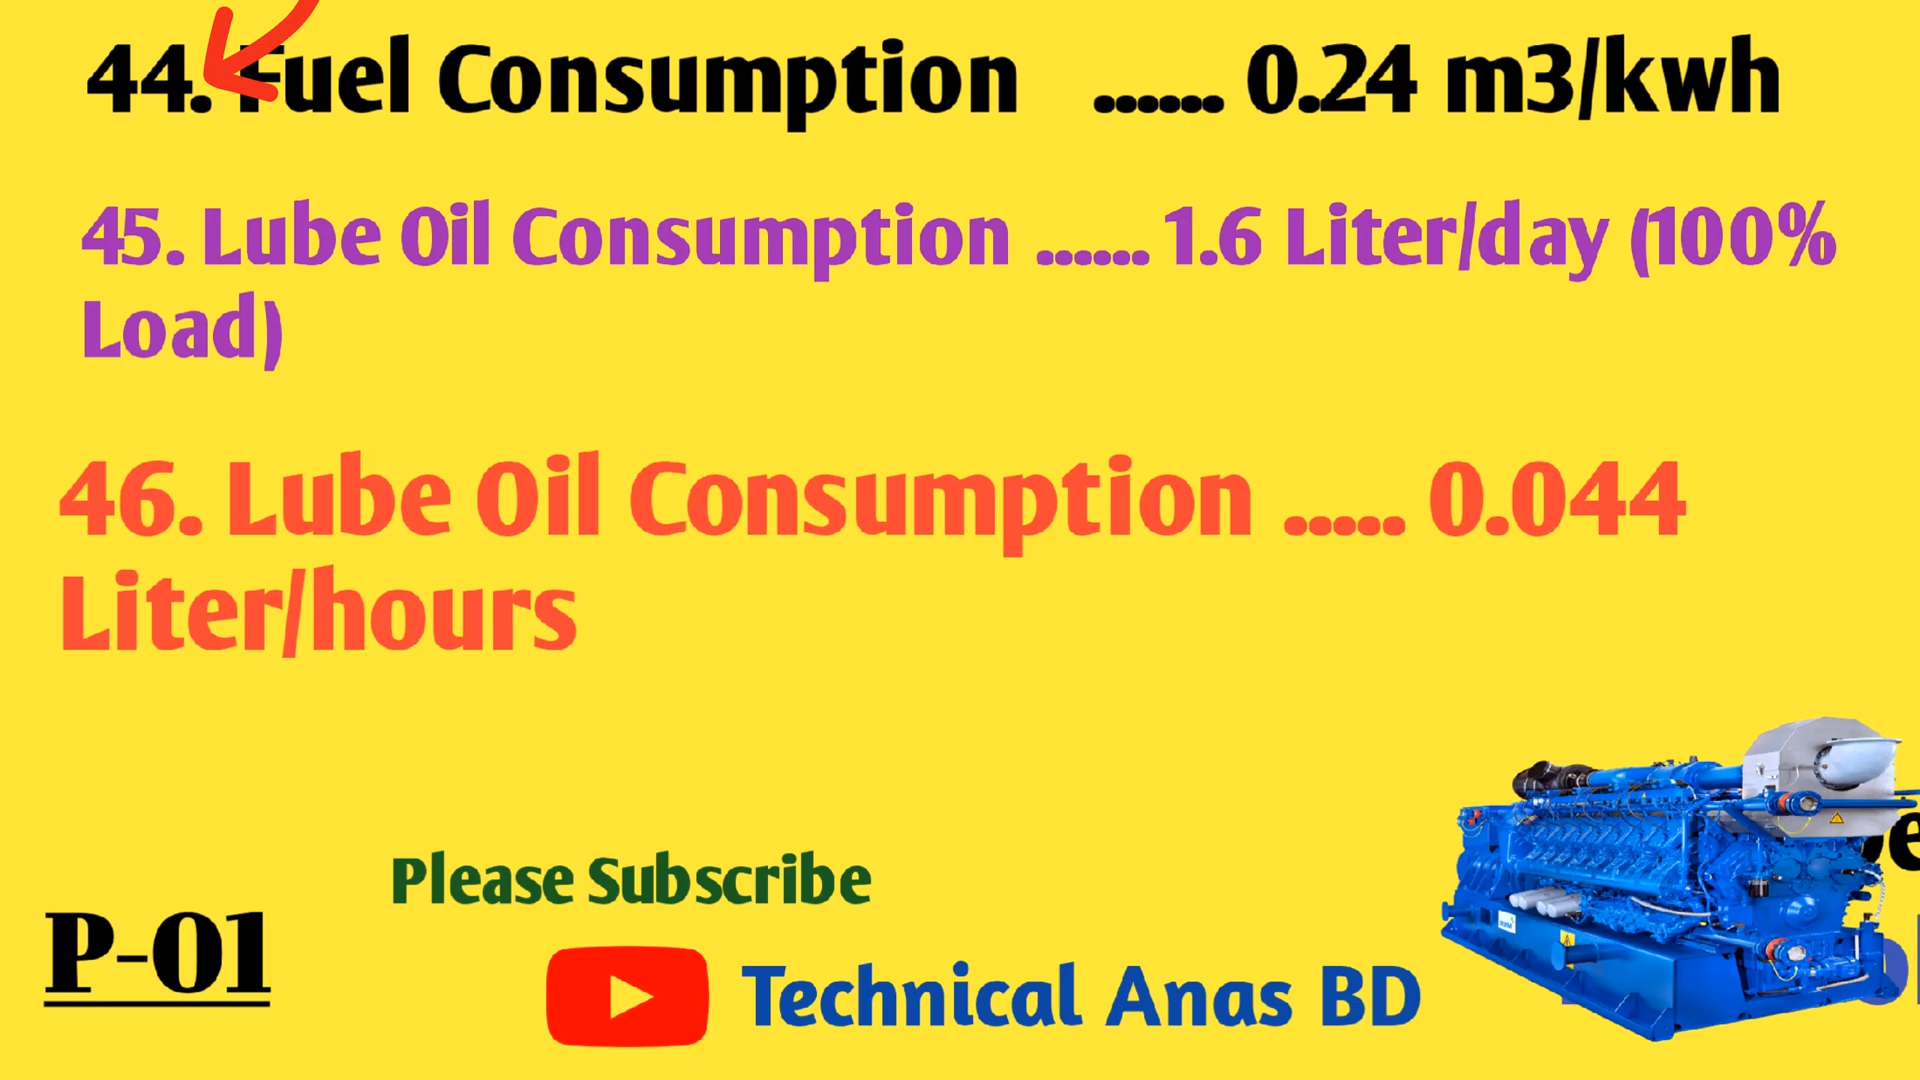 44. Fuel Consumption ...... 0.24 m3/kwh
45. Lube Oil Consumption ...... 1.6 Liter/day (100%
Load)
46. Lube Oil Consumption ..... 0.044
Liter/hours
Please Subscribe
P-01
Technical Anas BD